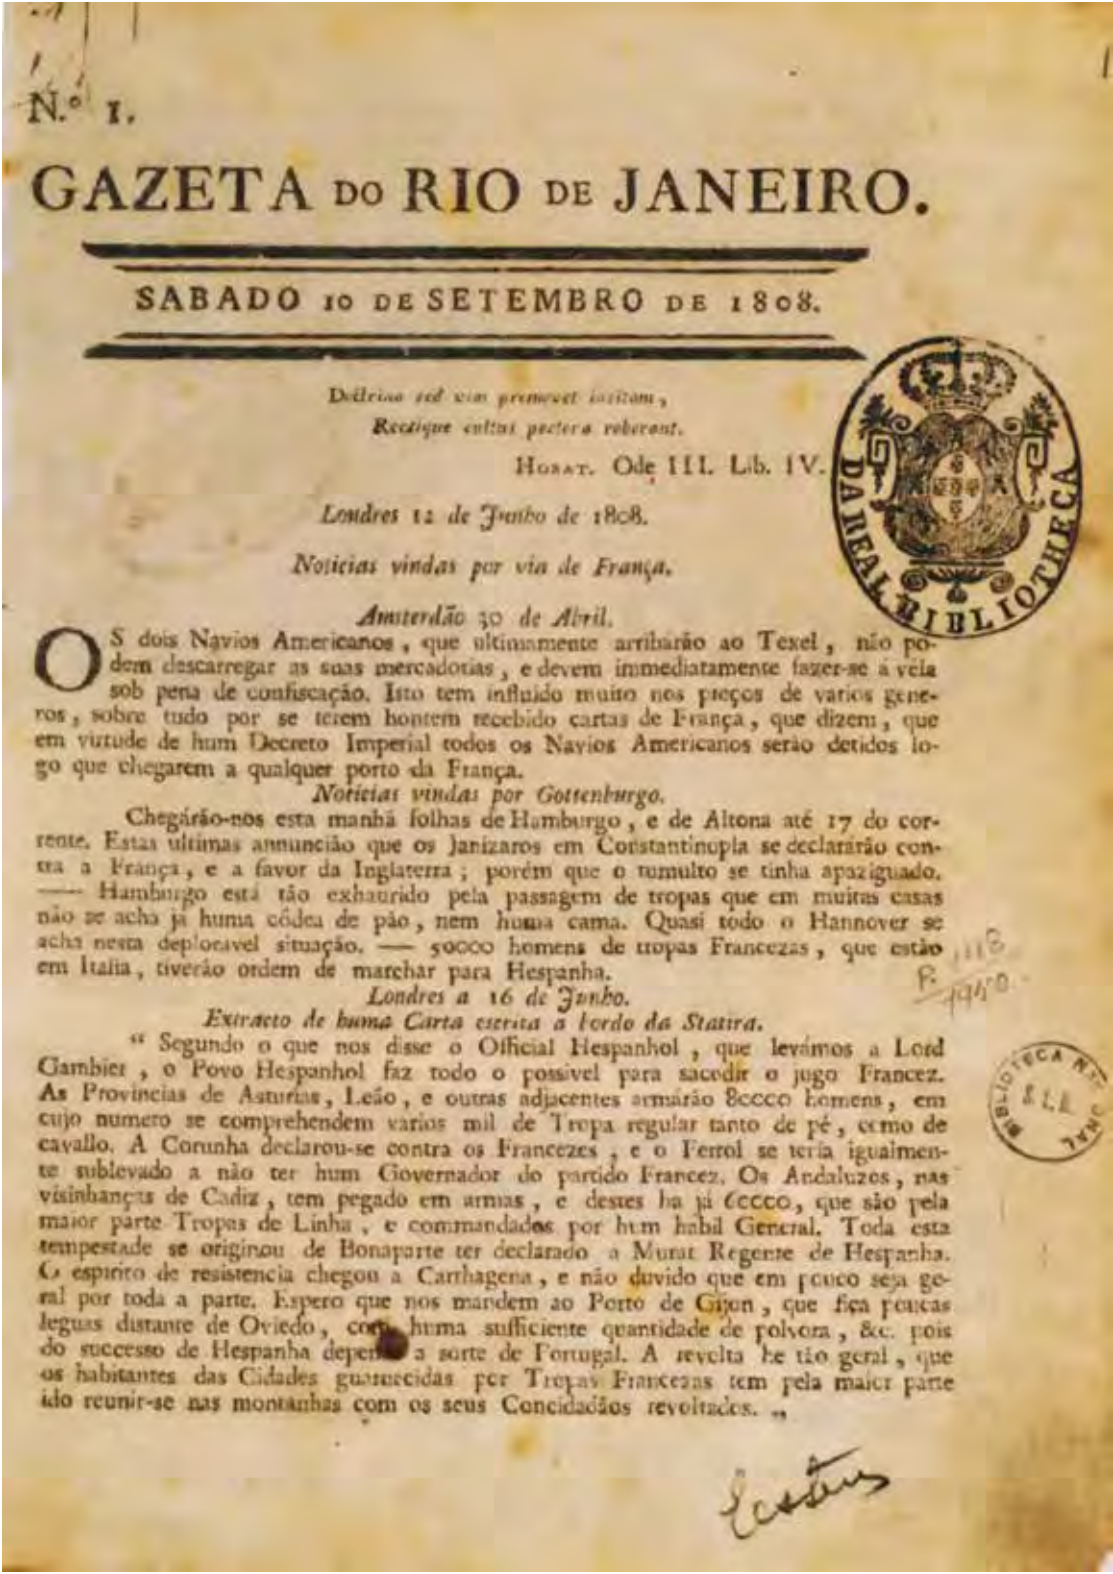 N.º 1.
GAZETA DO RIO DE JANEIRO.
SABADO 10 DE SETEMBRO DE 1808.
Doctrina sed vim promovet insitam,
Rectique cultus pectora roborant.
HORAT. Ode III. Lib. IV.
DA REAL BIBLIOTHECA
Londres 12 de Junho de 1808.
Noticias vindas por via de França.
Amsterdão 30 de Abril.
OS dois Navios Americanos, que ultimamente arribarão ao Texel, não po-
dem descarregar as suas mercadorias, e devem immediatamente fazer-se á vela
sob pena de confiscação. Isto tem influido muito nos preços de varios gene-
ros, sobre tudo por se terem hontem recebido cartas de França, que dizem, que
em virtude de hum Decreto Imperial todos os Navios Americanos serão detidos lo-
go que chegarem a qualquer porto da França.
Noticias vindas por Gottenburgo.
Chegárão-nos esta manhã folhas de Hamburgo, e de Altona até 17 do cor-
rente. Estas ultimas annuncião que os Janizaros em Constantinopla se declarárão con-
tra a França, e a favor da Inglaterra; porém que o tumulto se tinha apaziguado.
—— Hamburgo está tão exhaurido pela passagem de tropas que em muitas casas
não se acha já huma códea de pão, nem huma cama. Quasi todo o Hannover se
acha nesta deploravel situação. — 50000 homens de tropas Francezas, que estão
em Italia, tiverão ordem de marchar para Hespanha.
Londres a 16 de Junho.
Extracto de huma Carta escrita a bordo da Statira.
" Segundo o que nos disse o Official Hespanhol, que levámos a Lord
Gambier, o Povo Hespanhol faz todo o possivel para sacodir o jugo Francez.
As Provincias de Asturias, Leão, e outras adjacentes armárão 80000 homens, em
cujo numero se comprehendem varios mil de Tropa regular tanto de pé, como de
cavallo. A Corunha declarou-se contra os Francezes, e o Ferrol se teria igualmen-
te sublevado a não ter hum Governador do partido Francez. Os Andaluzos, nas
visinhanças de Cadiz, tem pegado em armas, e destes ha já 60000, que são pela
maior parte Tropas de Linha, e commandados por hum habil General. Toda esta
tempestade se originou de Bonaparte ter declarado a Murat Regente de Hespanha.
O espirito de resistencia chegou a Carthagena, e não duvido que em pouco seja ge-
ral por toda a parte. Espero que nos mandem ao Porto de Gijon, que fica poucas
leguas distante de Oviedo, com huma sufficiente quantidade de polvora, &c. pois
do successo de Hespanha depen a sorte de Portugal. A revolta he tão geral, que
os habitantes das Cidades guarnecidas por Tropas Francezas tem pela maior parte
ido reunir-se nas montanhas com os seus Concidadãos revoltados. „
BIBLIOTECA NAL